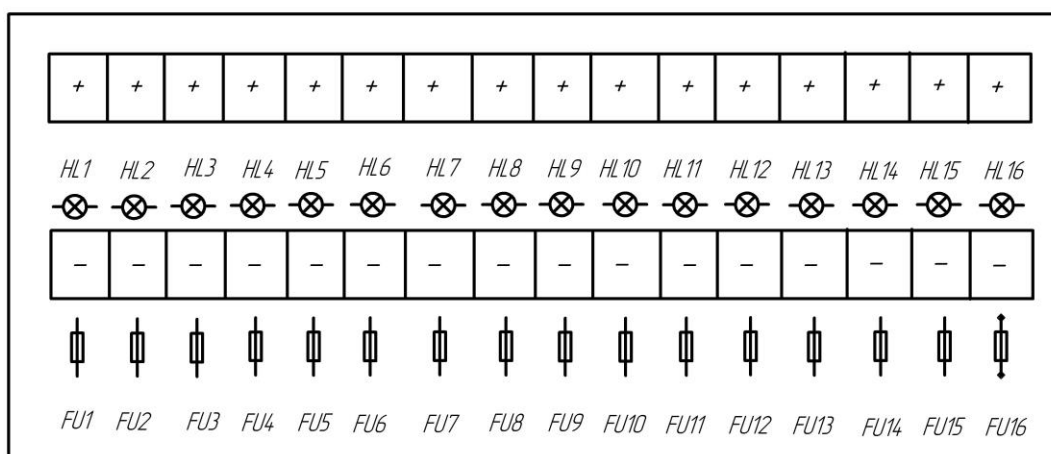 + + + + + + + + + + + + + + + +
HL1 HL2 HL3 HL4 HL5 HL6 HL7 HL8 HL9 HL10 HL11 HL12 HL13 HL14 HL15 HL16
− − − − − − − − − − − − − − − −
FU1 FU2 FU3 FU4 FU5 FU6 FU7 FU8 FU9 FU10 FU11 FU12 FU13 FU14 FU15 FU16